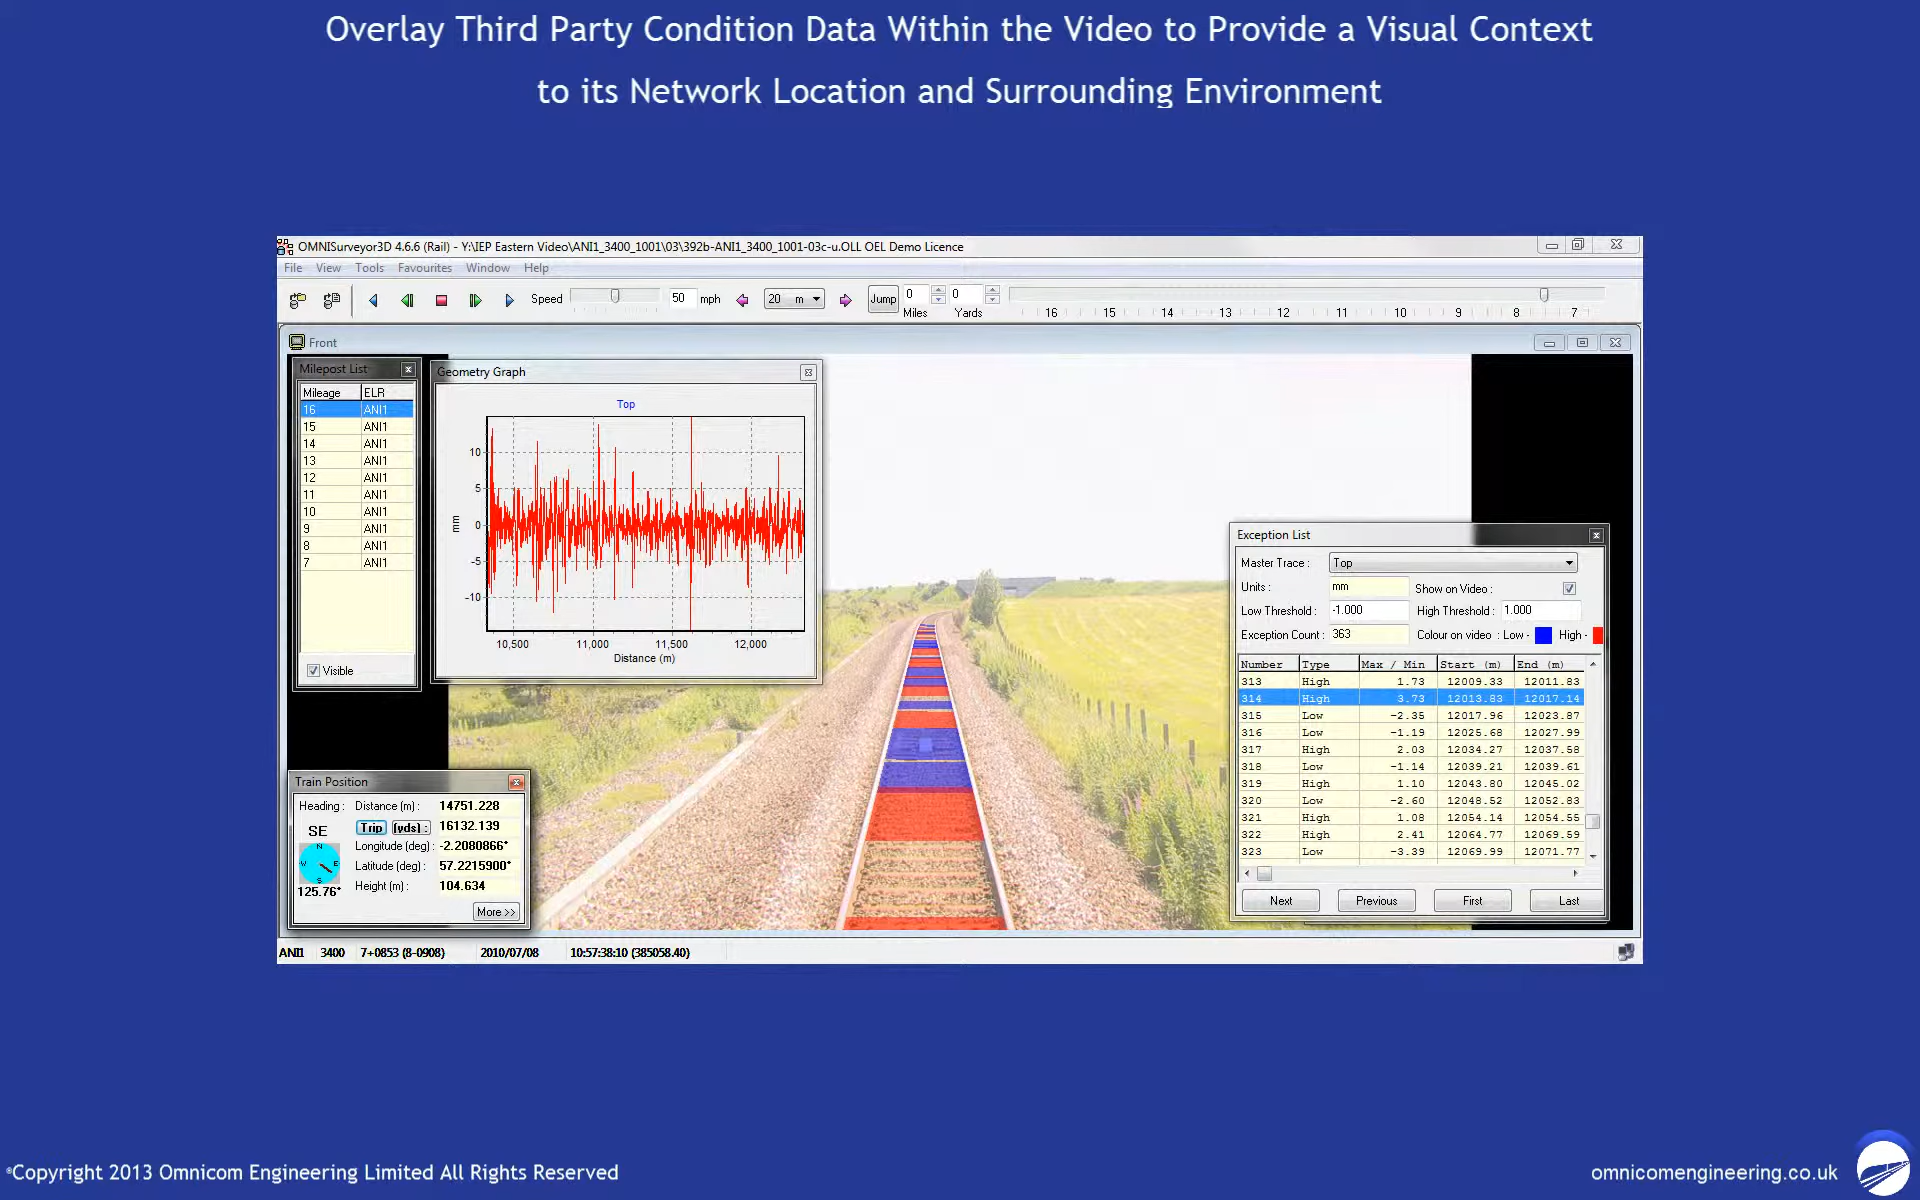 Overlay Third Party Condition Data Within the Video to Provide a Visual Context
to its Network Location and Surrounding Environment
OMNISurveyor3D 4.6.6 (Rail) - Y:\IEP Eastern Video\ANI1_3400_1001\03\392b-ANI1_3400_1001-03c-u.OLL OEL Demo Licence
File View Tools Favourites Window Help
Speed 50 mph 20 m Jump 0 0
Miles Yards 16 15 14 13 12 11 10 9 8 7
Front
Milepost List
Mileage ELR
16 ANI1
15 ANI1
14 ANI1
13 ANI1
12 ANI1
11 ANI1
10 ANI1
9 ANI1
8 ANI1
7 ANI1
Visible
Geometry Graph
Top
10
5
mm 0
-5
-10
10,500 11,000 11,500 12,000
Distance (m)
Exception List
Master Trace : Top
Units : mm Show on Video :
Low Threshold : -1.000 High Threshold : 1.000
Exception Count : 363 Colour on video : Low - High -
Number Type Max / Min Start (m) End (m)
313 High 1.73 12009.33 12011.83
314 High 3.73 12013.83 12017.14
315 Low -2.35 12017.96 12023.87
316 Low -1.19 12025.68 12027.99
317 High 2.03 12034.27 12037.58
318 Low -1.14 12039.21 12039.61
319 High 1.10 12043.80 12045.02
320 Low -2.60 12048.52 12052.83
321 High 1.08 12054.14 12054.55
322 High 2.41 12064.77 12069.59
323 Low -3.39 12069.99 12071.77
Next Previous First Last
Train Position
Heading : Distance (m) : 14751.228
SE Trip (yds) : 16132.139
N
W E
S
Longitude (deg) : -2.2080866°
Latitude (deg) : 57.2215900°
125.76° Height (m) : 104.634
More >>
ANI1 3400 7+0853 (8-0908) 2010/07/08 10:57:38:10 (385058.40)
©Copyright 2013 Omnicom Engineering Limited All Rights Reserved
omnicomengineering.co.uk